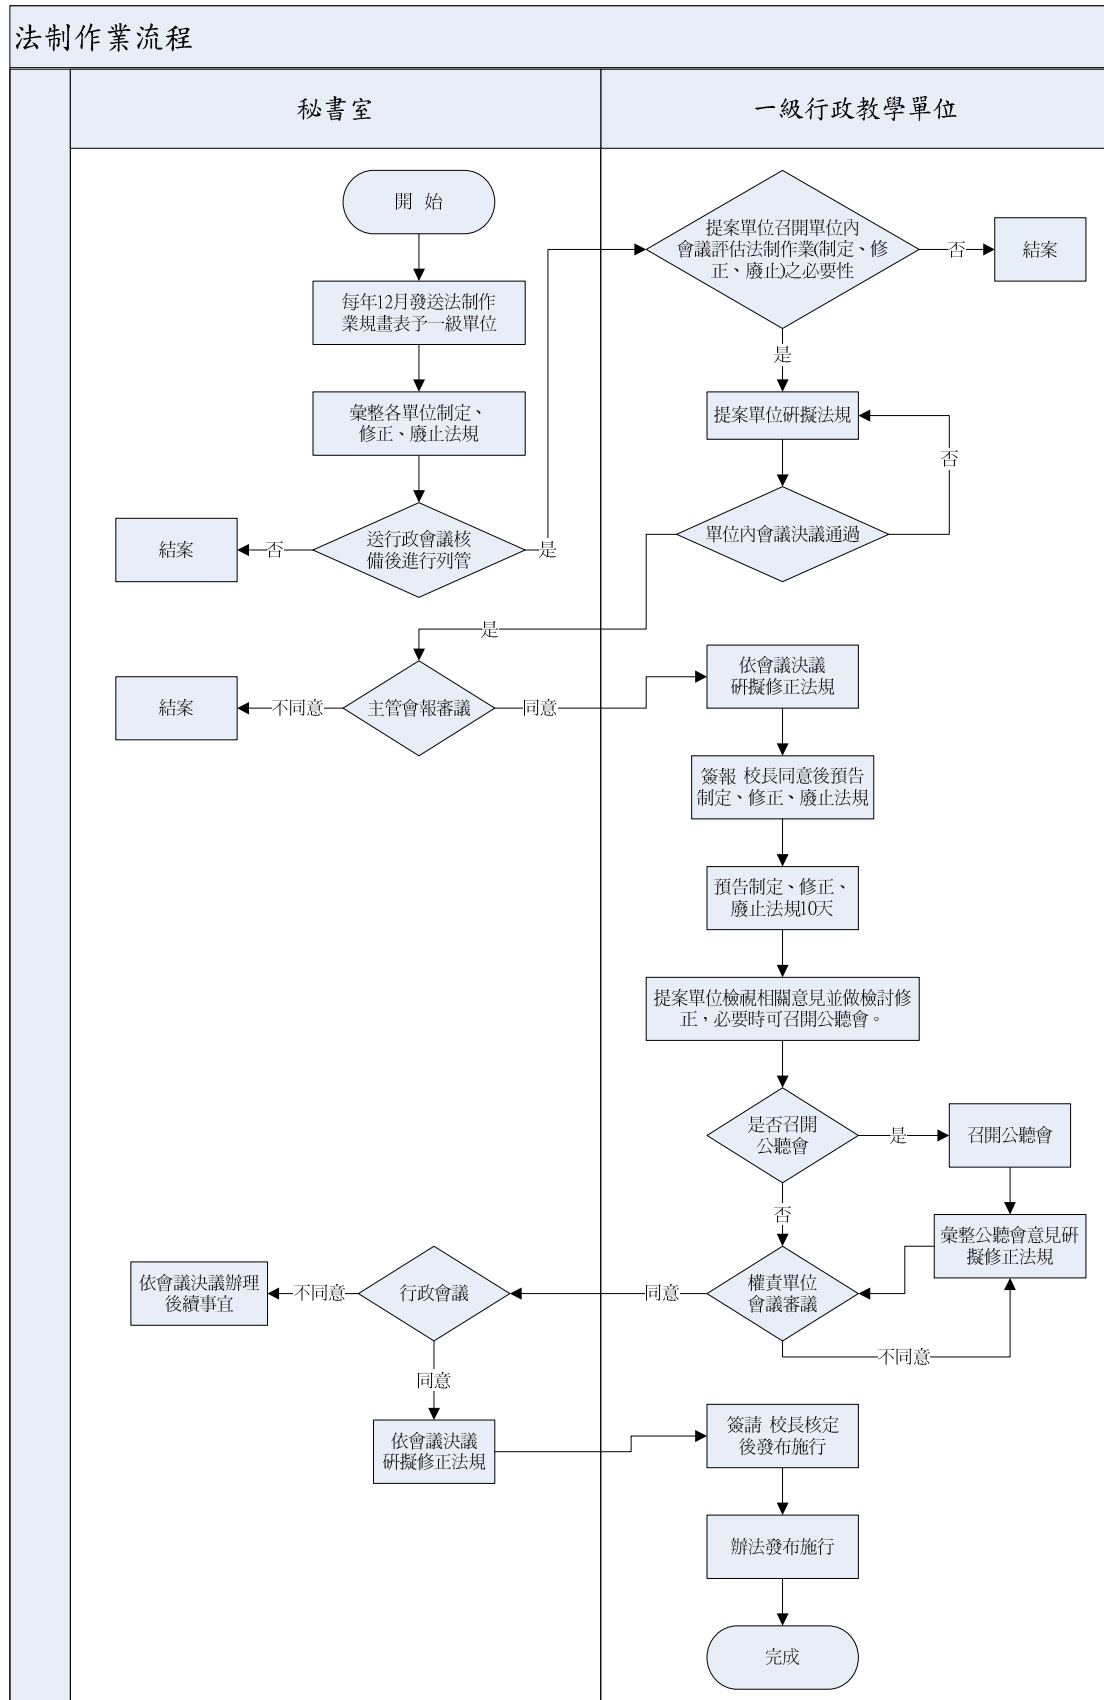 法制作業流程
秘書室
一級行政教學單位
開 始
每年12月發送法制作
業規畫表予一級單位
彙整各單位制定、
修正、廢止法規
送行政會議核
備後進行列管
否
結案
是
提案單位召開單位內
會議評估法制作業(制定、修
正、廢止)之必要性
否
結案
是
提案單位研擬法規
否
單位內會議決議通過
是
主管會報審議
不同意
結案
同意
依會議決議
研擬修正法規
簽報 校長同意後預告
制定、修正、廢止法規
預告制定、修正、
廢止法規10天
提案單位檢視相關意見並做檢討修
正，必要時可召開公聽會。
是否召開
公聽會
是
召開公聽會
否
彙整公聽會意見研
擬修正法規
權責單位
會議審議
不同意
同意
行政會議
不同意
依會議決議辦理
後續事宜
同意
依會議決議
研擬修正法規
簽請 校長核定
後發布施行
辦法發布施行
完成